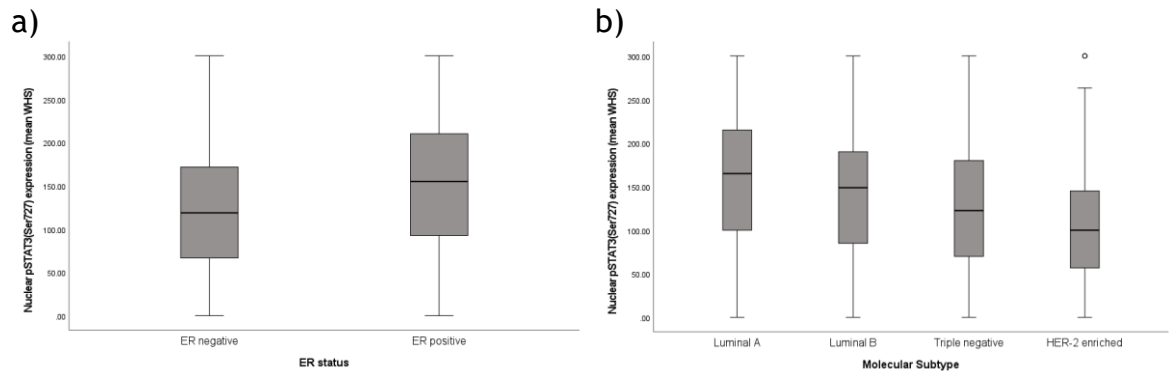 a)
Nuclear pSTAT3(Ser727) expression (mean WHS)
300.00
250.00
200.00
150.00
100.00
50.00
.00
ER negative
ER positive
ER status
b)
Nuclear pSTAT3(Ser727) expression (mean WHS)
300.00
250.00
200.00
150.00
100.00
50.00
.00
Luminal A
Luminal B
Triple negative
HER-2 enriched
Molecular Subtype